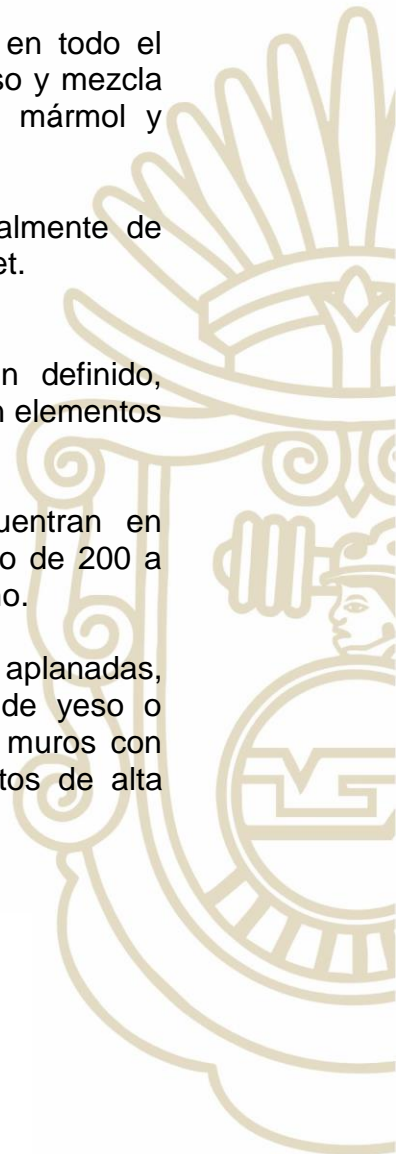 en todo el
so y mezcla
mármol y
almente de
et.
n definido,
n elementos
uentran en
o de 200 a
no.
aplanadas,
de yeso o
muros con
tos de alta